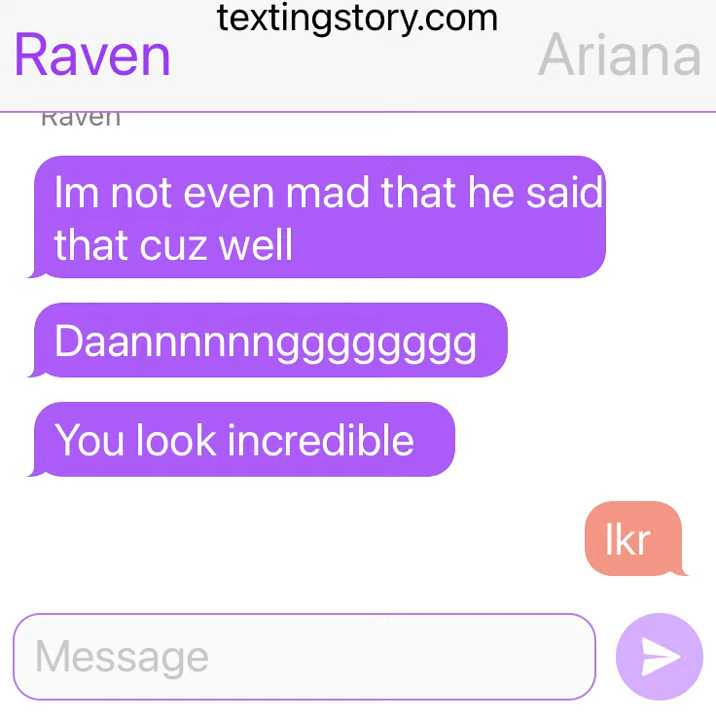 textingstory.com
Raven
Ariana
Raven
Im not even mad that he said
that cuz well
Daannnnnngggggggg
You look incredible
Ikr
Message